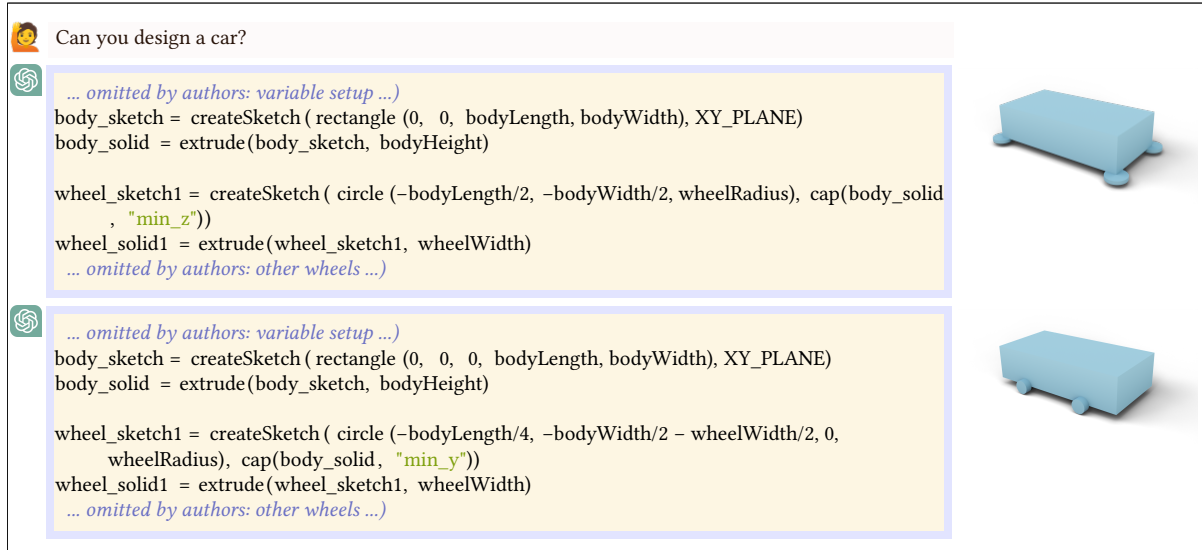 Can you design a car?
... omitted by authors: variable setup ...)
body_sketch = createSketch( rectangle (0, 0, bodyLength, bodyWidth), XY_PLANE)
body_solid = extrude(body_sketch, bodyHeight)
wheel_sketch1 = createSketch( circle (−bodyLength/2, −bodyWidth/2, wheelRadius), cap(body_solid
, "min_z"))
wheel_solid1 = extrude(wheel_sketch1, wheelWidth)
... omitted by authors: other wheels ...)
... omitted by authors: variable setup ...)
body_sketch = createSketch( rectangle (0, 0, 0, bodyLength, bodyWidth), XY_PLANE)
body_solid = extrude(body_sketch, bodyHeight)
wheel_sketch1 = createSketch( circle (−bodyLength/4, −bodyWidth/2 − wheelWidth/2, 0,
wheelRadius), cap(body_solid, "min_y"))
wheel_solid1 = extrude(wheel_sketch1, wheelWidth)
... omitted by authors: other wheels ...)